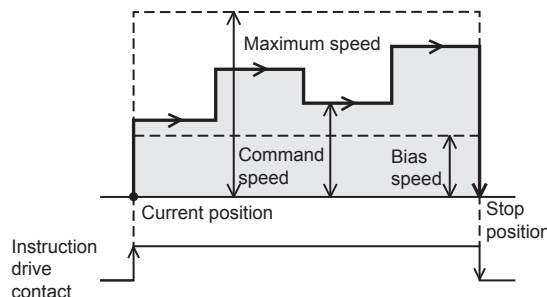 Maximum speed
Command
speed
Bias
speed
Current position
Stop
position
Instruction
drive
contact